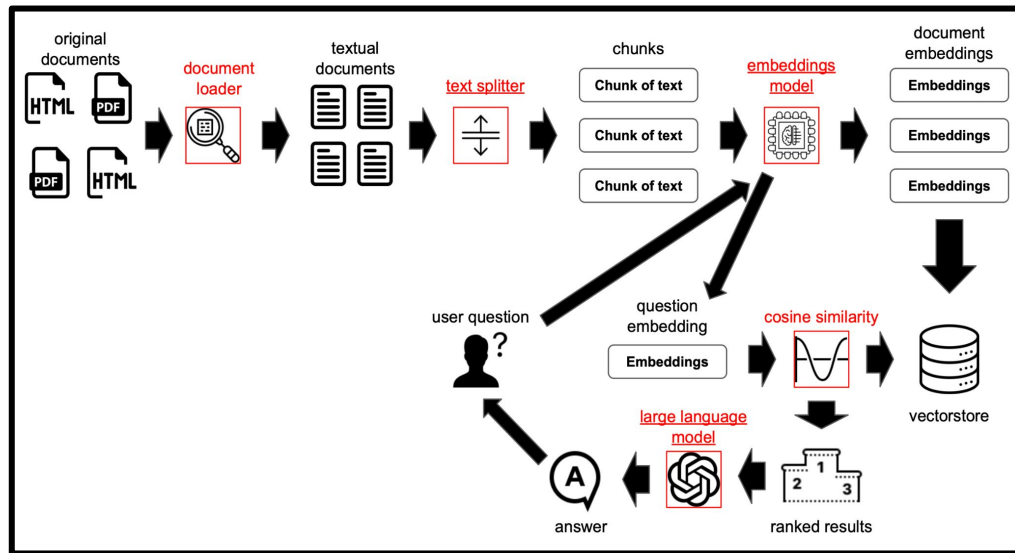 original
documents
HTML
PDF
PDF
HTML
document
loader
textual
documents
text splitter
chunks
Chunk of text
Chunk of text
Chunk of text
embeddings
model
document
embeddings
Embeddings
Embeddings
Embeddings
user question
?
question
embedding
Embeddings
cosine similarity
vectorstore
large language
model
A
answer
1
2
3
ranked results